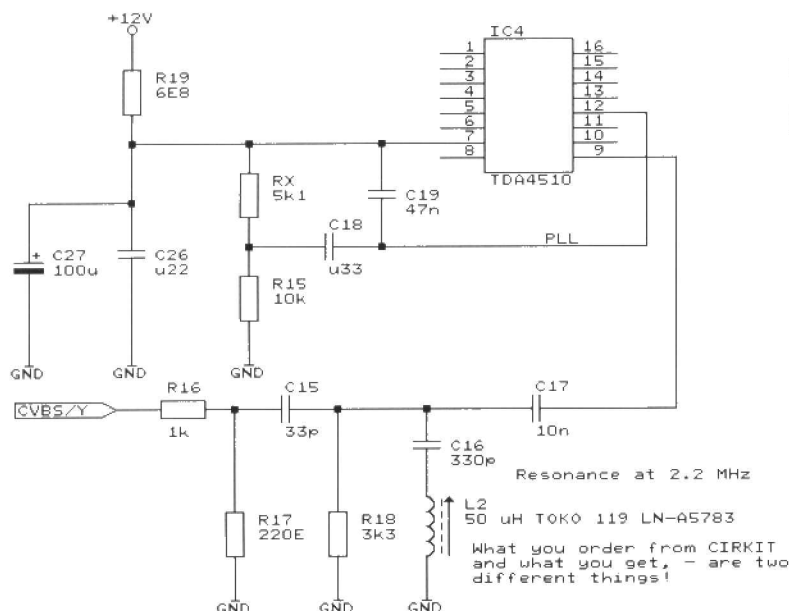 +12V
IC4
R19
6E8
1
2
3
4
5
6
7
8
16
15
14
13
12
11
10
9
TDA4510
RX
5k1
C19
47n
C18
u33
PLL
+
C27
100u
C26
u22
R15
10k
GND
GND
GND
CVBS/Y
R16
1k
C15
33p
C17
10n
C16
330p
Resonance at 2.2 MHz
R17
220E
R18
3k3
L2
50 uH TOKO 119 LN-A5783
What you order from CIRKIT
and what you get, - are two
different things!
GND
GND
GND